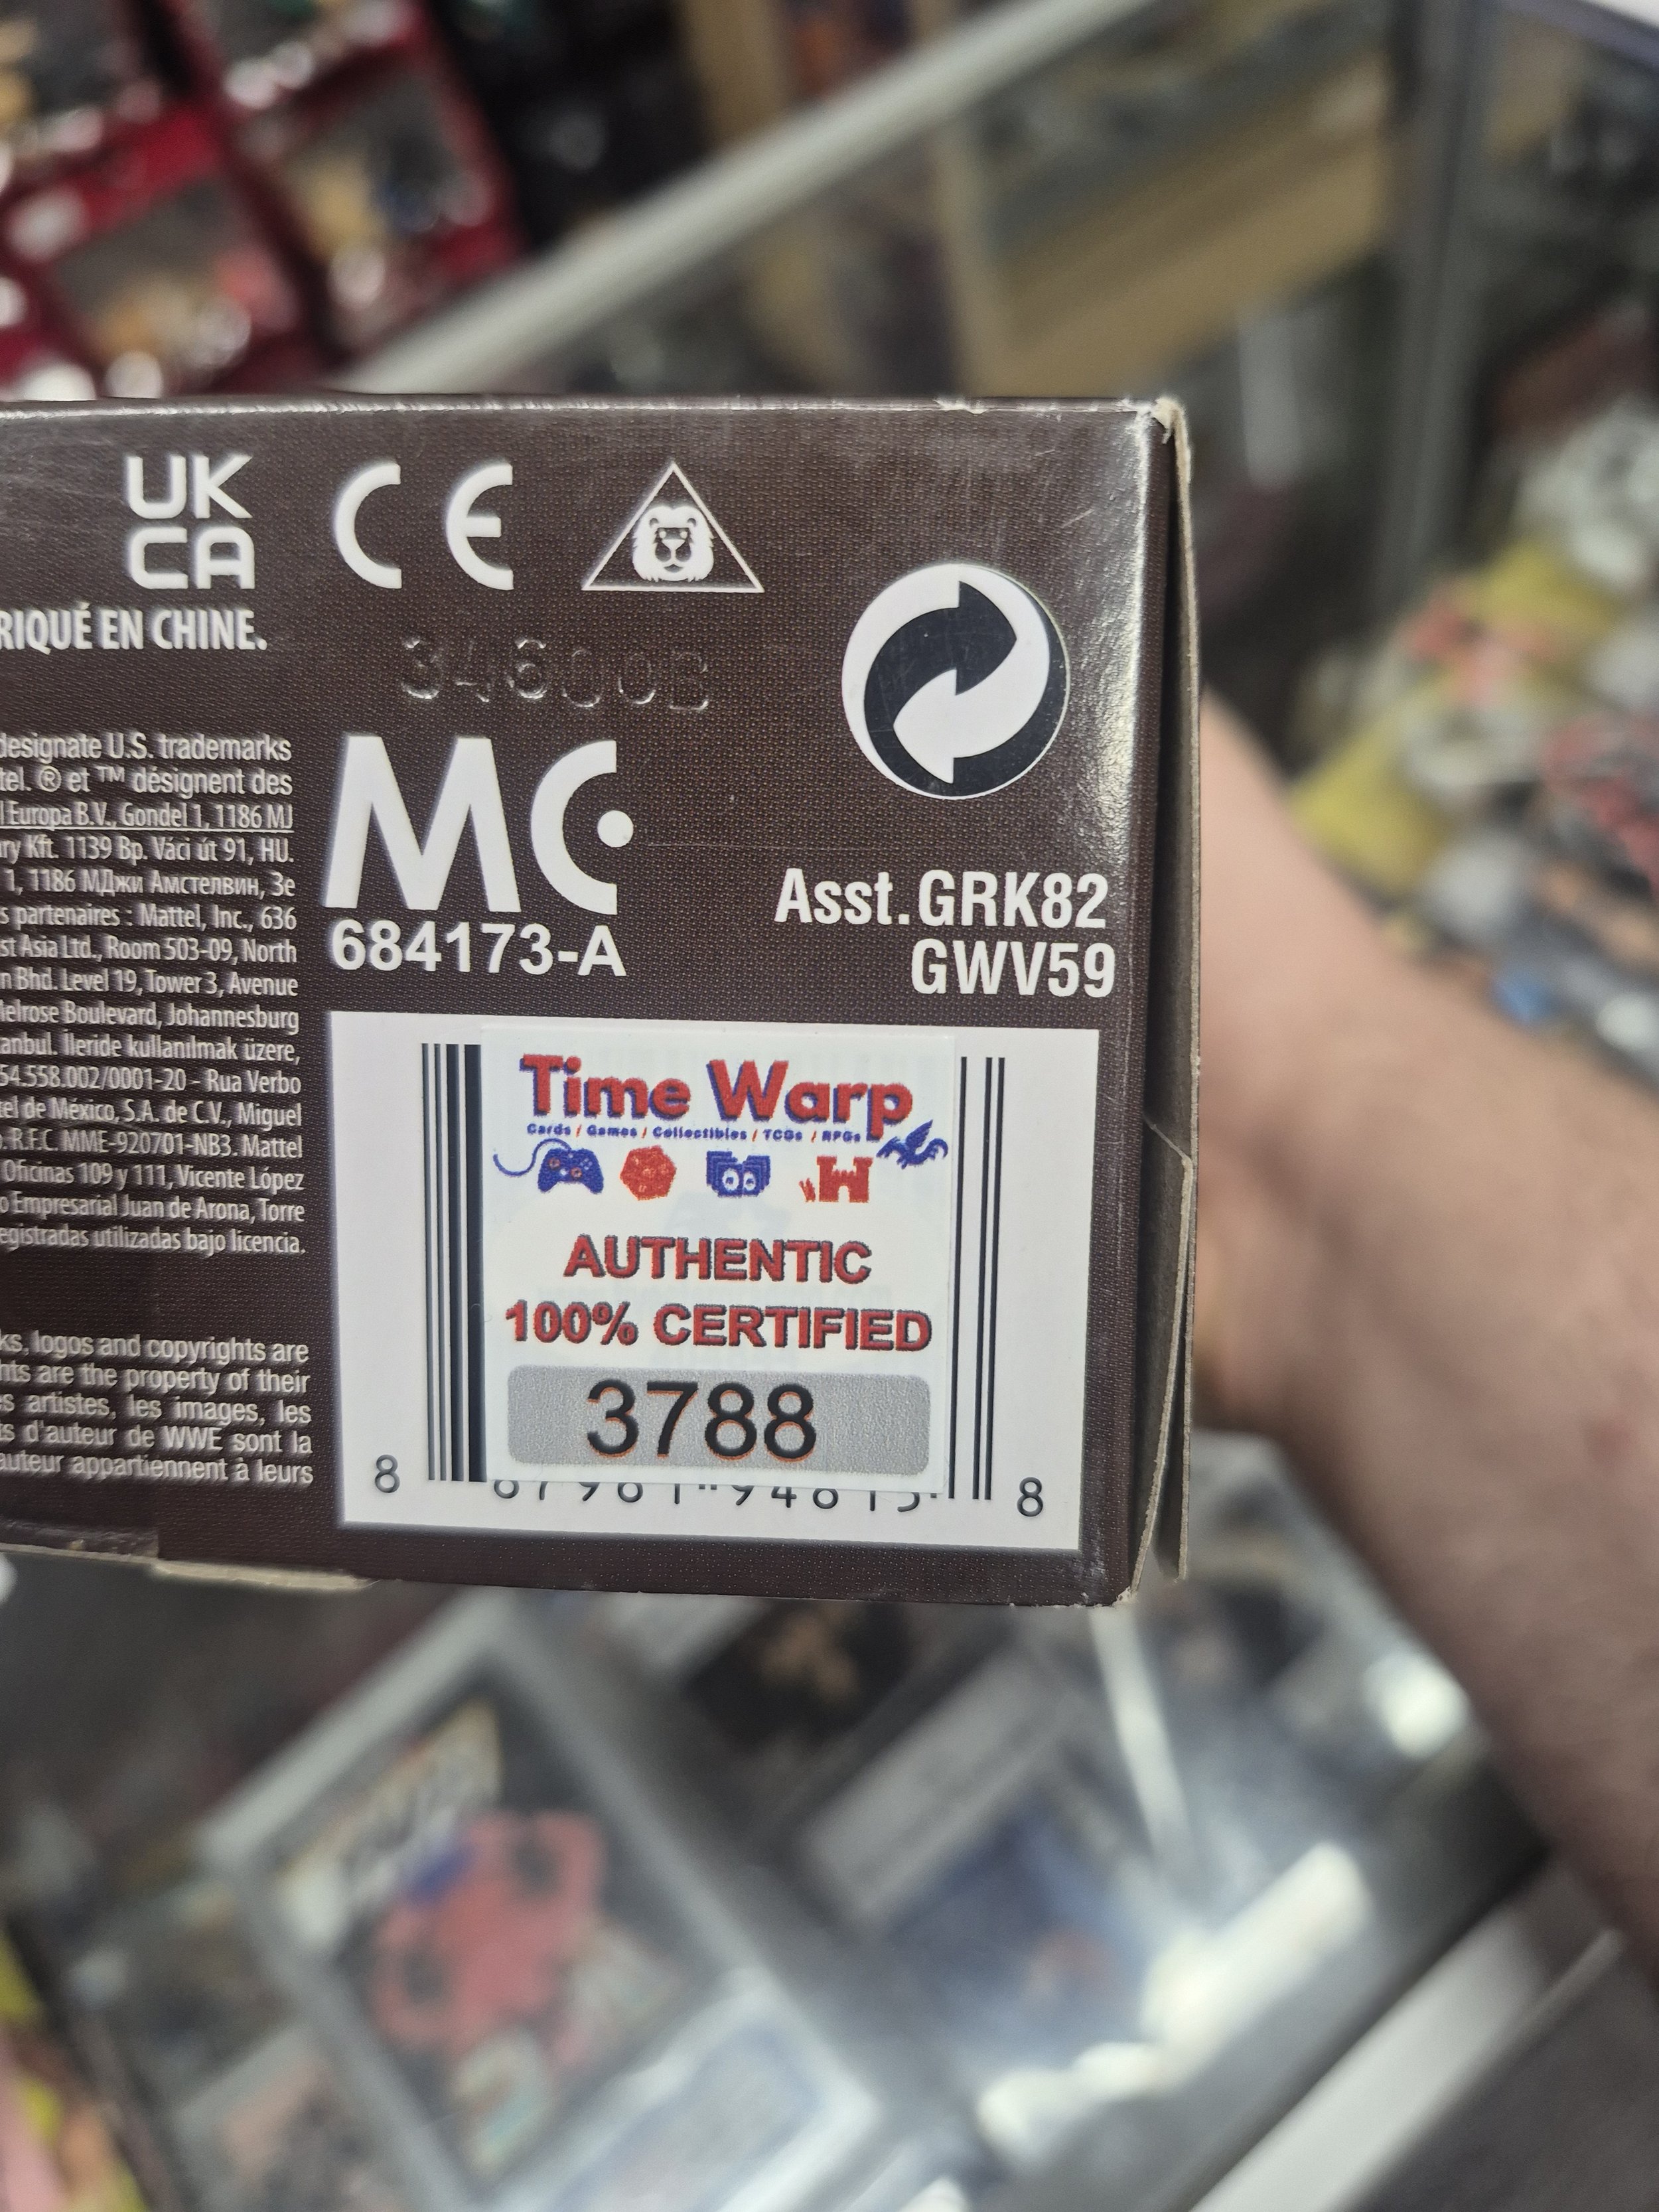 UK
CA
CE
RIQUÉ EN CHINE.
designate U.S. trademarks
tel. ® et ™ désignent des
l Europa B.V., Gondel 1, 1186 MJ
ry Kft. 1139 Bp. Váci út 91, HU.
1, 1186 МДжи Амстелвин, Зе
s partenaires : Mattel, Inc., 636
st Asia Ltd., Room 503-09, North
n Bhd. Level 19, Tower 3, Avenue
Melrose Boulevard, Johannesburg
tanbul. İleride kullanılmak üzere,
54.558.002/0001-20 - Rua Verbo
tel de México, S.A. de C.V., Miguel
R.F.C. MME-920701-NB3. Mattel
Oficinas 109 y 111, Vicente López
o Empresarial Juan de Arona, Torre
egistradas utilizadas bajo licencia.
ks, logos and copyrights are
hts are the property of their
s artistes, les images, les
ts d'auteur de WWE sont la
auteur appartiennent à leurs
MC
684173-A
Asst.GRK82
GWV59
Time Warp
Cards / Games / Collectibles / TCGs / RPGs
AUTHENTIC
100% CERTIFIED
3788
8
8